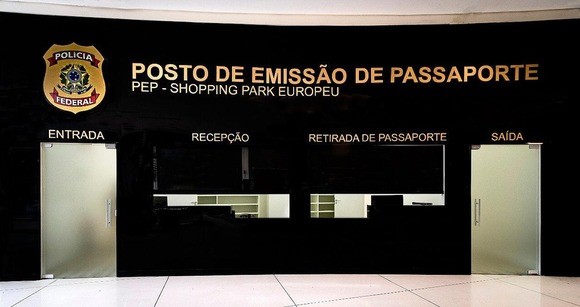 POLÍCIA
FEDERAL
POSTO DE EMISSÃO DE PASSAPORTE
PEP - SHOPPING PARK EUROPEU
ENTRADA
RECEPÇÃO
RETIRADA DE PASSAPORTE
SAÍDA